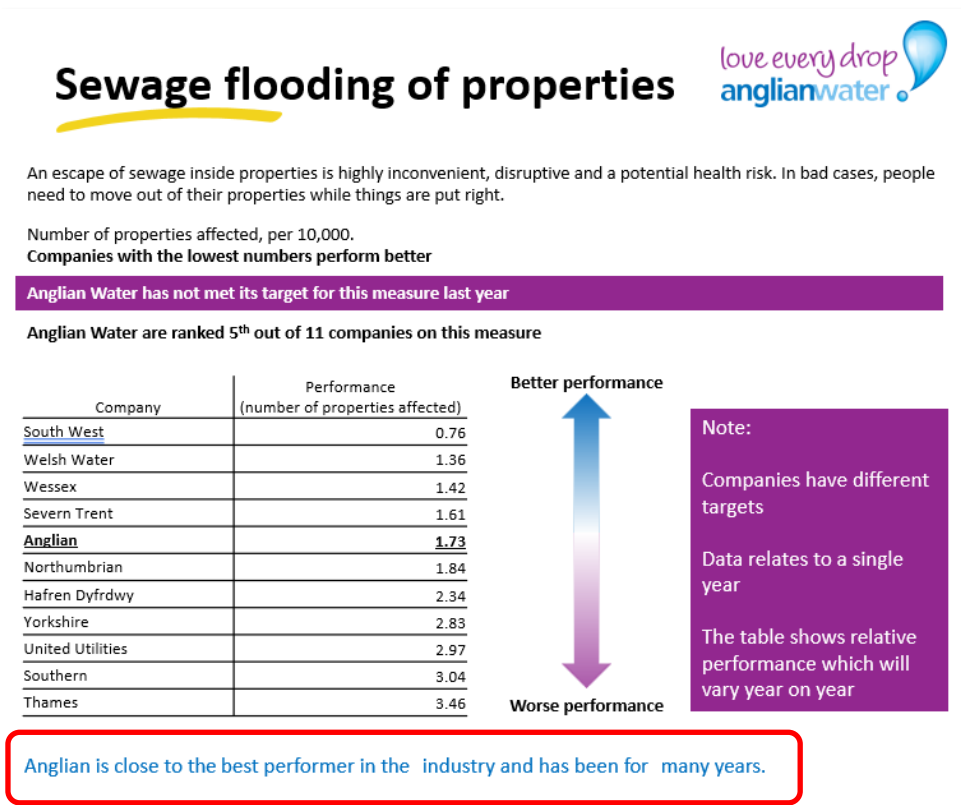 Sewage flooding of properties
love every drop
anglianwater
An escape of sewage inside properties is highly inconvenient, disruptive and a potential health risk. In bad cases, people
need to move out of their properties while things are put right.
Number of properties affected, per 10,000.
Companies with the lowest numbers perform better
Anglian Water has not met its target for this measure last year
Anglian Water are ranked 5th out of 11 companies on this measure
Company Performance
(number of properties affected)
South West 0.76
Welsh Water 1.36
Wessex 1.42
Severn Trent 1.61
Anglian 1.73
Northumbrian 1.84
Hafren Dyfrdwy 2.34
Yorkshire 2.83
United Utilities 2.97
Southern 3.04
Thames 3.46
Better performance
Worse performance
Note:
Companies have different
targets
Data relates to a single
year
The table shows relative
performance which will
vary year on year
Anglian is close to the best performer in the industry and has been for many years.